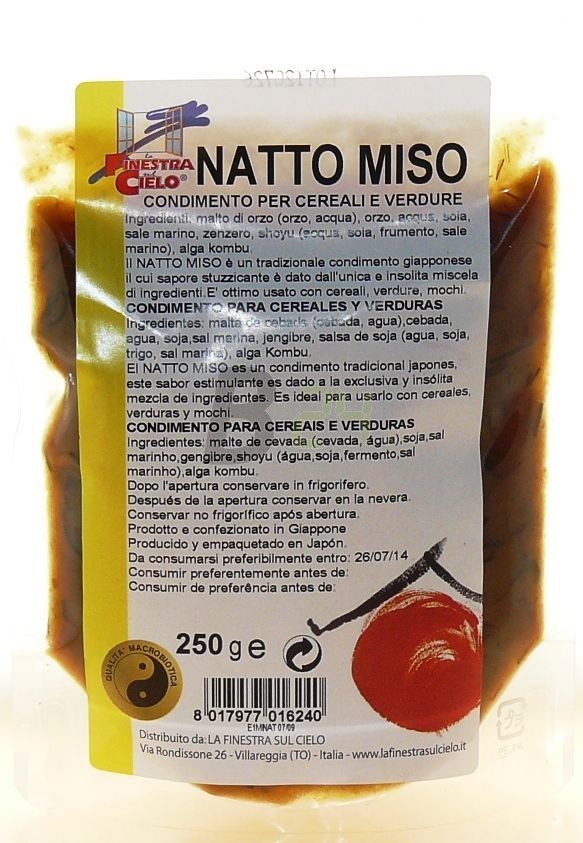 LOT120726
La
FINESTRA
sul
CIELO®
NATTO MISO
CONDIMENTO PER CEREALI E VERDURE
Ingredienti: malto di orzo (orzo, acqua), orzo, acqua, soia,
sale marino, zenzero, shoyu (acqua, soia, frumento, sale
marino), alga kombu.
Il NATTO MISO è un tradizionale condimento giapponese
il cui sapore stuzzicante è dato dall'unica e insolita miscela
di ingredienti.E' ottimo usato con cereali, verdure, mochi.
CONDIMENTO PARA CEREALES Y VERDURAS
Ingredientes: malta de cebada (cebada, agua),cebada,
agua, soja,sal marina, jengibre, salsa de soja (agua, soja,
trigo, sal marina), alga Kombu.
El NATTO MISO es un condimento tradicional japones,
este sabor estimulante es dado a la exclusiva y insólita
mezcla de ingredientes. Es ideal para usarlo con cereales,
verduras y mochi.
CONDIMENTO PARA CEREAIS E VERDURAS
Ingredientes: malte de cevada (cevada, água),soja,sal
marinho,gengibre,shoyu (água,soja,fermento,sal
marinho),alga kombu.
Dopo l'apertura conservare in frigorifero.
Después de la apertura conservar en la nevera.
Conservar no frigorífico após abertura.
Prodotto e confezionato in Giappone
Producido y empaquetado en Japón.
Da consumarsi preferibilmente entro: 26/07/14
Consumir preferentemente antes de:
Consumir de preferência antes de:
250 g e
QUALITA' MACROBIOTICA
8 017977 016240
E1MNAT 07/09
Distribuito da: LA FINESTRA SUL CIELO
Via Rondissone 26 - Villareggia (TO) - Italia - www.lafinestrasulcielo.it